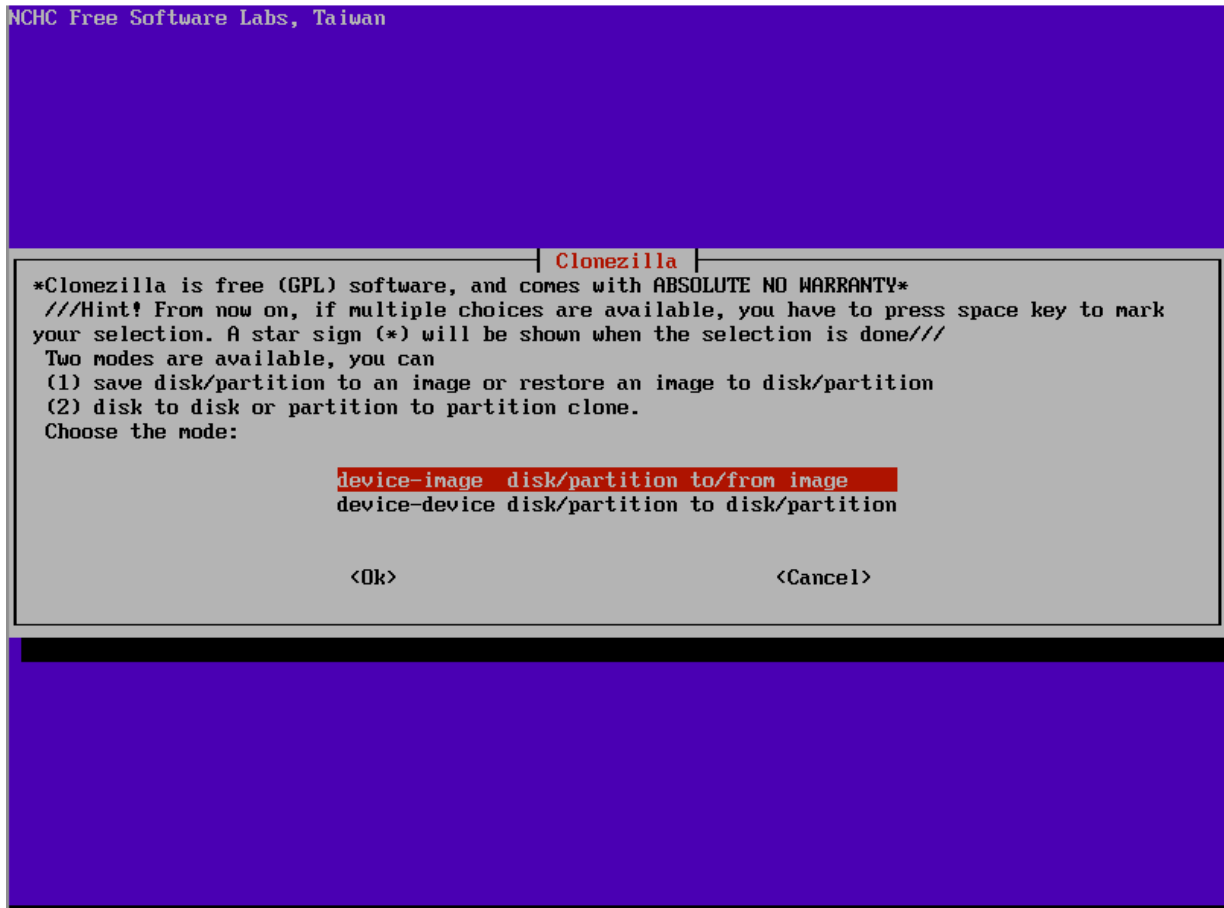 NCHC Free Software Labs, Taiwan
Clonezilla
*Clonezilla is free (GPL) software, and comes with ABSOLUTE NO WARRANTY*
///Hint! From now on, if multiple choices are available, you have to press space key to mark
your selection. A star sign (*) will be shown when the selection is done///
Two modes are available, you can
(1) save disk/partition to an image or restore an image to disk/partition
(2) disk to disk or partition to partition clone.
Choose the mode:
device-image disk/partition to/from image
device-device disk/partition to disk/partition
<Ok> <Cancel>